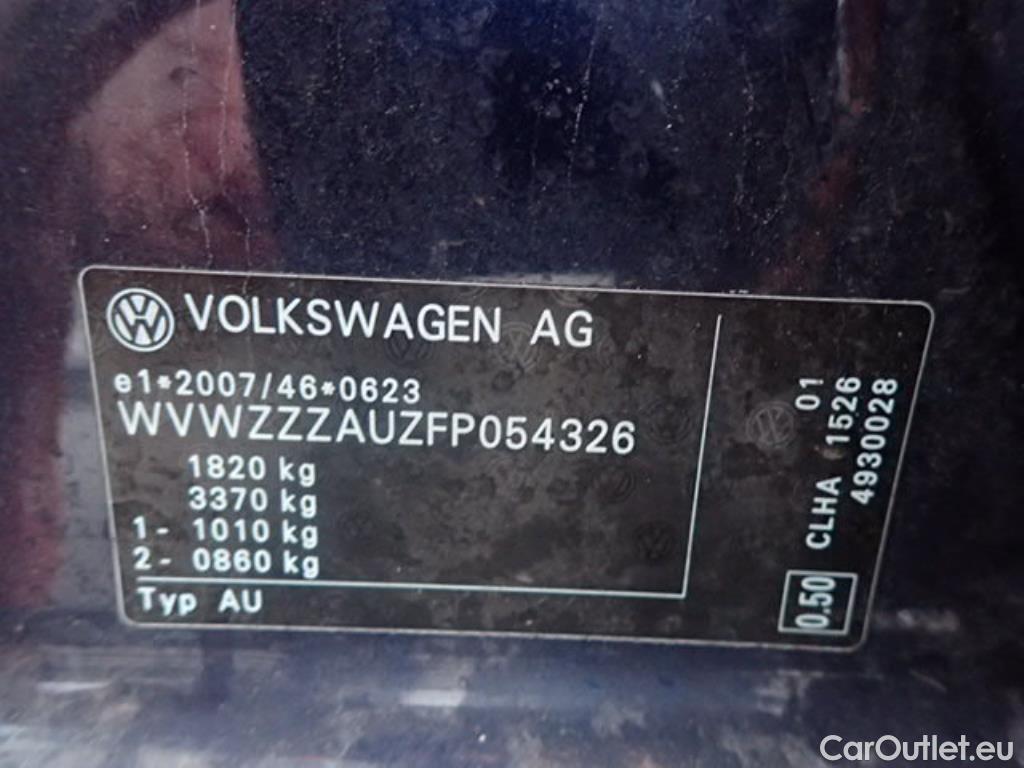 VOLKSWAGEN AG
e1*2007/46*0623
WVWZZZAUZFP054326
1820 kg
3370 kg
1- 1010 kg
2- 0860 kg
Typ AU
01
CLHA 1526
49300028
0.50
CarOutlet.eu